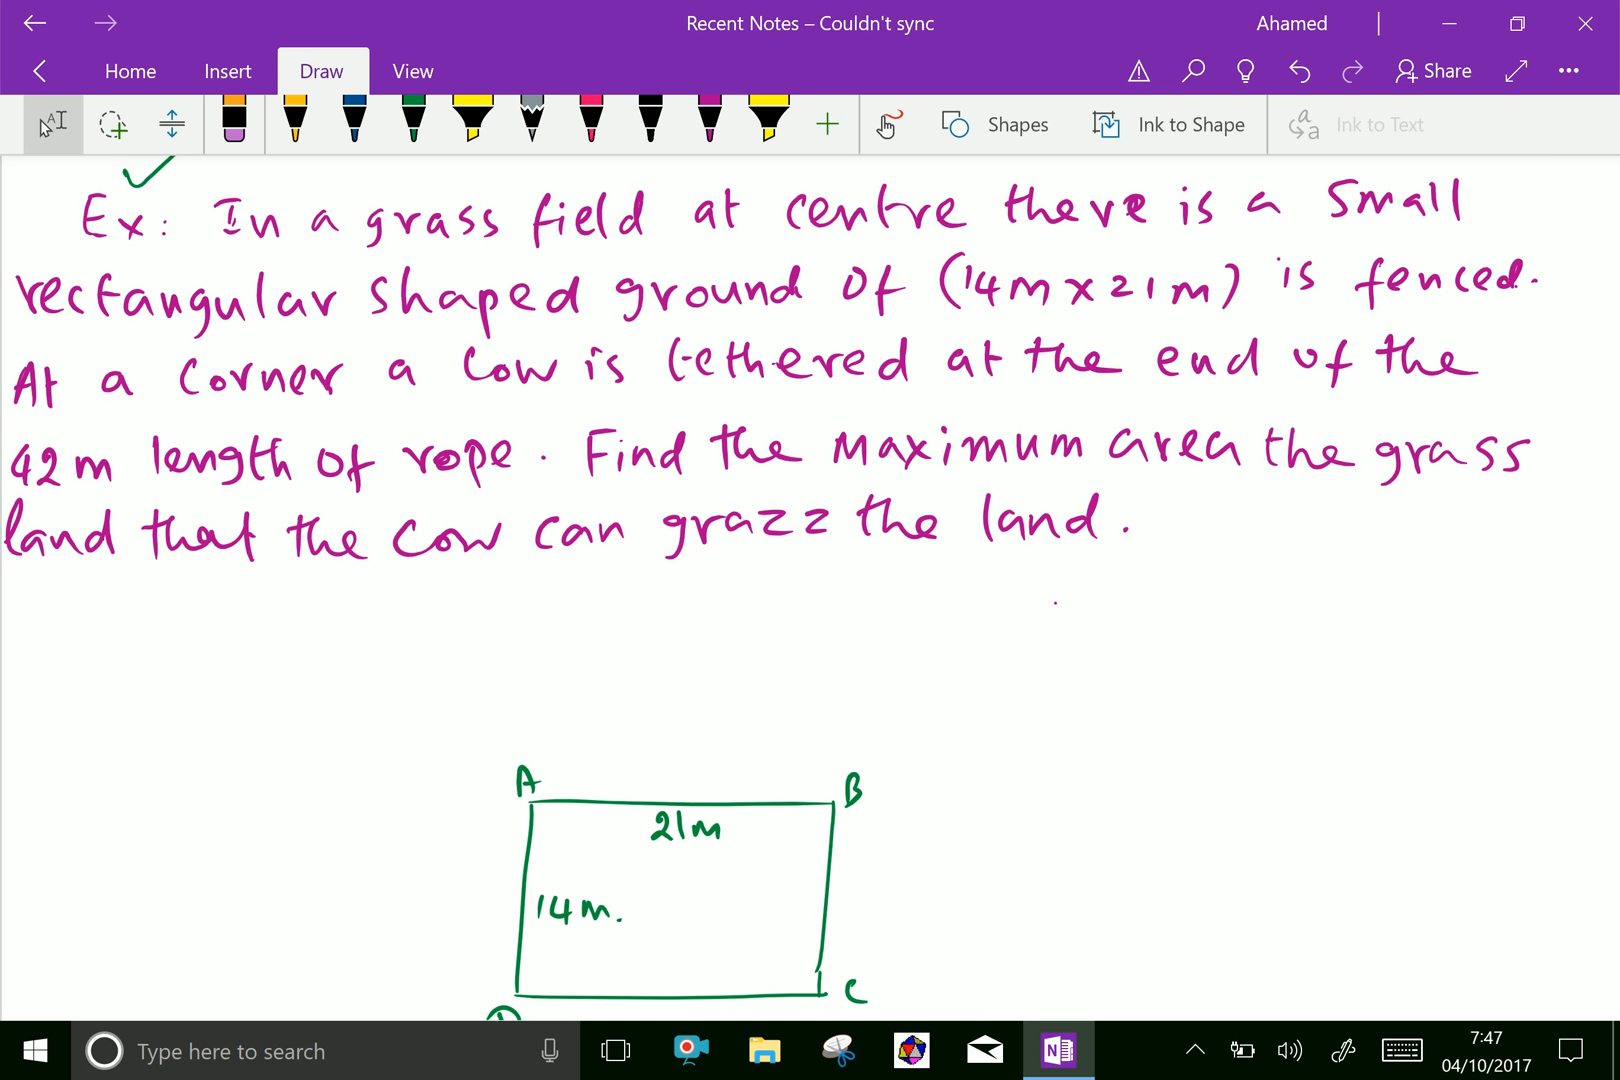 Recent Notes – Couldn't sync
Ahamed
Home Insert Draw View
Share
Shapes Ink to Shape Ink to Text
Ex: In a grass field at centre there is a small
rectangular shaped ground of (14m x 21m) is fenced.
At a corner a cow is tethered at the end of the
42m length of rope. Find the maximum area the grass
land that the cow can grazz the land.
A
B
21m
14m.
C
D
Type here to search
7:47
04/10/2017